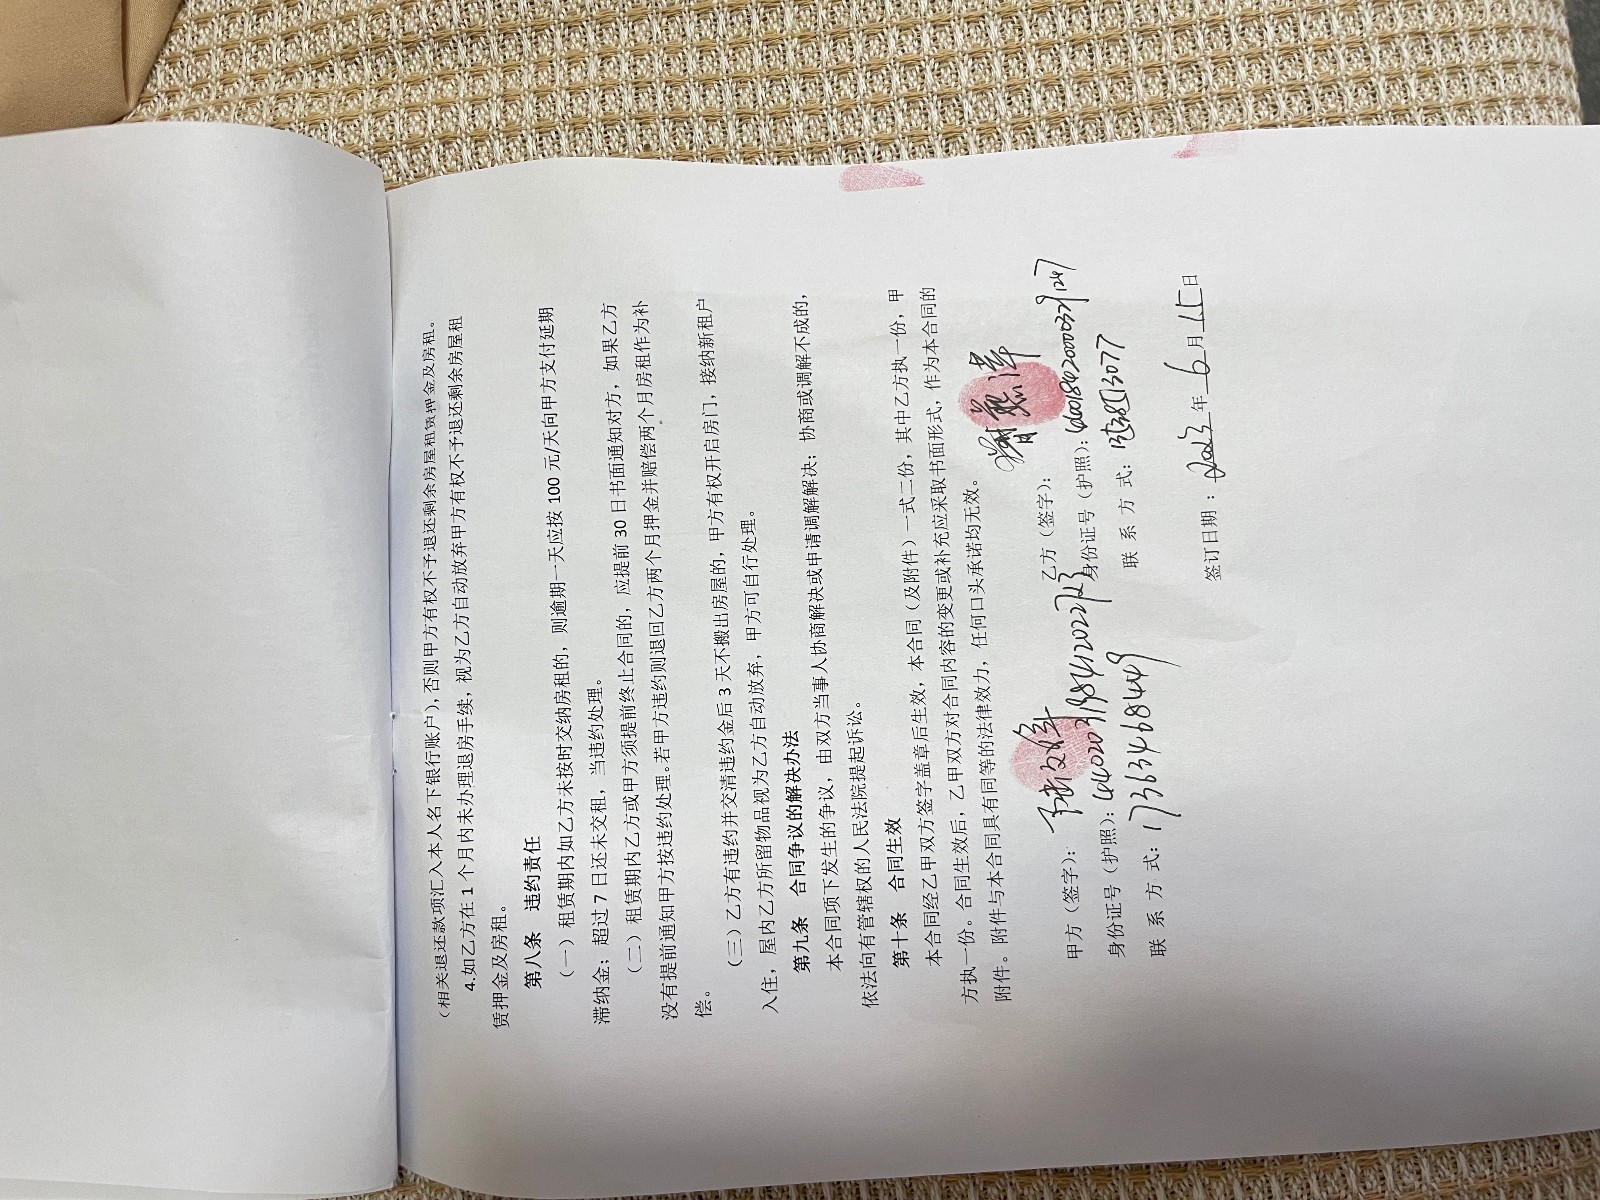 （相关退还款项汇入本人名下银行账户），否则甲方有权不予退还剩余房屋租赁押金及房租。
4.如乙方在 1 个月内未办理退房手续，视为乙方自动放弃甲方有权不予退还剩余房屋租
赁押金及房租。
第八条 违约责任
（一）租赁期内如乙方未按时交纳房租的，则逾期一天应按 100 元/天向甲方支付延期
滞纳金；超过 7 日还未交租，当违约处理。
（二）租赁期内乙方或甲方须提前终止合同的，应提前 30 日书面通知对方，如果乙方
没有提前通知甲方按违约处理。若甲方违约则退回乙方两个月押金并赔偿两个月房租作为补
偿。
（三）乙方有违约并交清违约金后 3 天不搬出房屋的，甲方有权开启房门，接纳新租户
入住，屋内乙方所留物品视为乙方自动放弃，甲方可自行处理。
第九条 合同争议的解决办法
本合同项下发生的争议，由双方当事人协商解决或申请调解解决；协商或调解不成的，
依法向有管辖权的人民法院提起诉讼。
第十条 合同生效
本合同经乙甲双方签字盖章后生效，本合同（及附件）一式二份，其中乙方执一份，甲
方执一份。合同生效后，乙甲双方对合同内容的变更或补充应采取书面形式，作为本合同的
附件。附件与本合同具有同等的法律效力，任何口头承诺均无效。
甲方（签字）： 乙方（签字）：
身份证号（护照）： 身份证号（护照）：
联 系 方 式：17363468449 联 系 方 式：
签订日期：2023 年 6 月 15 日